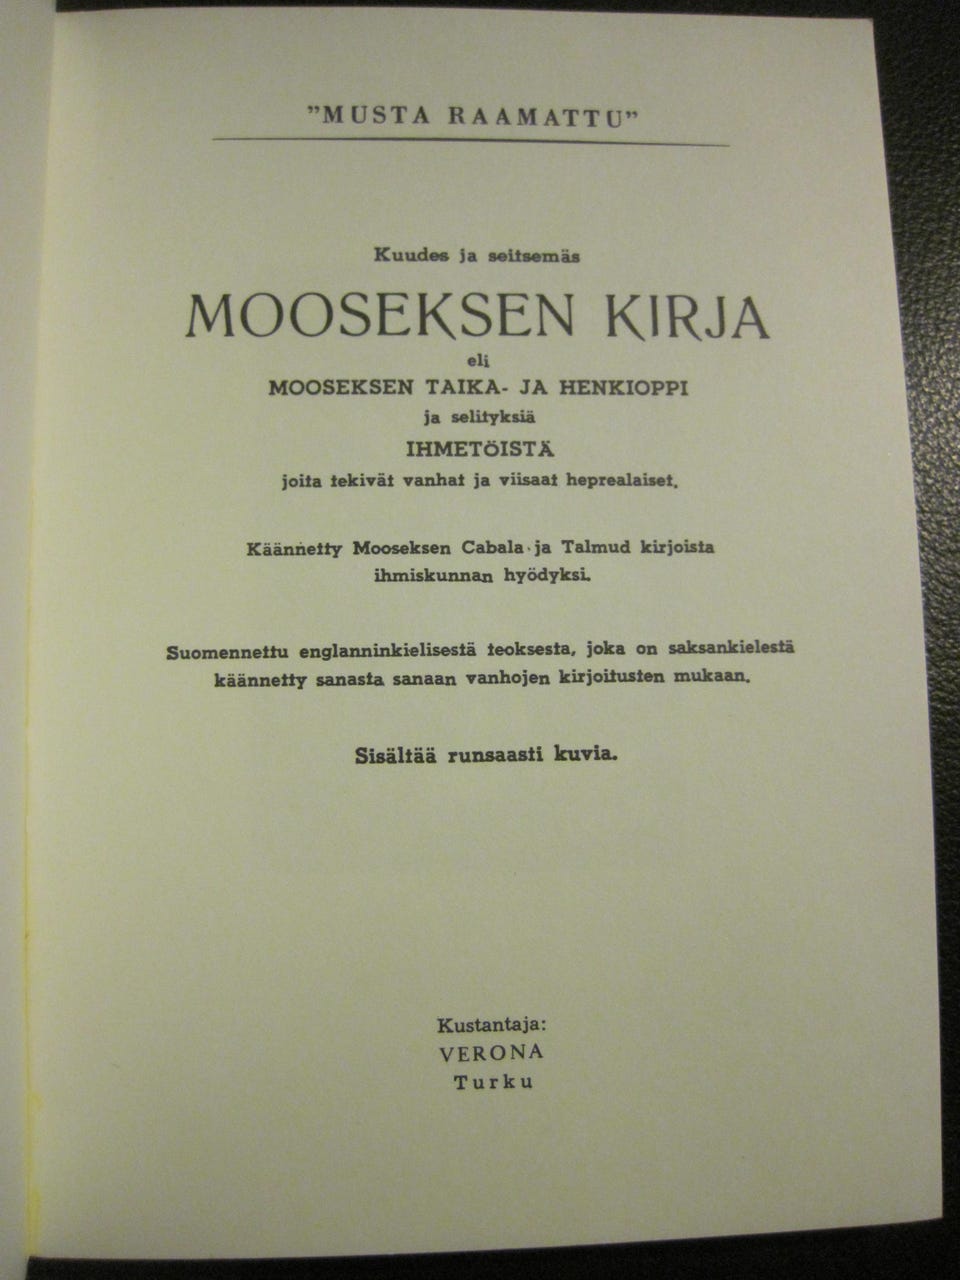 "MUSTA RAAMATTU"
Kuudes ja seitsemäs
MOOSEKSEN KIRJA
eli
MOOSEKSEN TAIKA- JA HENKIOPPI
ja selityksiä
IHMETÖISTÄ
joita tekivät vanhat ja viisaat heprealaiset.
Käännetty Mooseksen Cabala ja Talmud kirjoista
ihmiskunnan hyödyksi.
Suomennettu englanninkielisestä teoksesta, joka on saksankielestä
käännetty sanasta sanaan vanhojen kirjoitusten mukaan.
Sisältää runsaasti kuvia.
Kustantaja:
VERONA
Turku